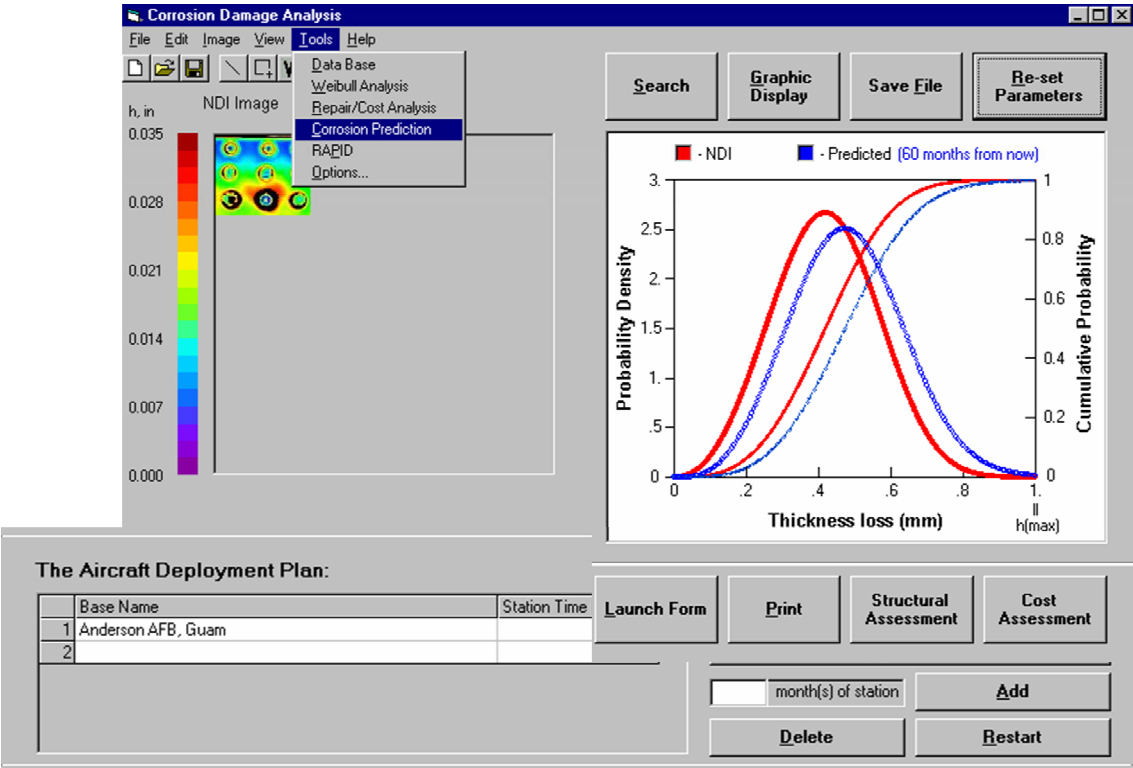 Corrosion Damage Analysis
File Edit Image View Tools Help
Data Base
Weibull Analysis
Repair/Cost Analysis
Corrosion Prediction
RAPID
Options...
h, in
NDI Image
0.035
0.028
0.021
0.014
0.007
0.000
Search
Graphic
Display
Save File
Re-set
Parameters
- NDI
- Predicted (60 months from now)
Probability Density
3.
2.5
2.
1.5
1.
.5
0
Cumulative Probability
1
0.8
0.6
0.4
0.2
0
0 .2 .4 .6 .8 1.
Thickness loss (mm)
h(max)
The Aircraft Deployment Plan:
Base Name Station Time
1 Anderson AFB, Guam
2
Launch Form
Print
Structural
Assessment
Cost
Assessment
month(s) of station
Add
Delete
Restart